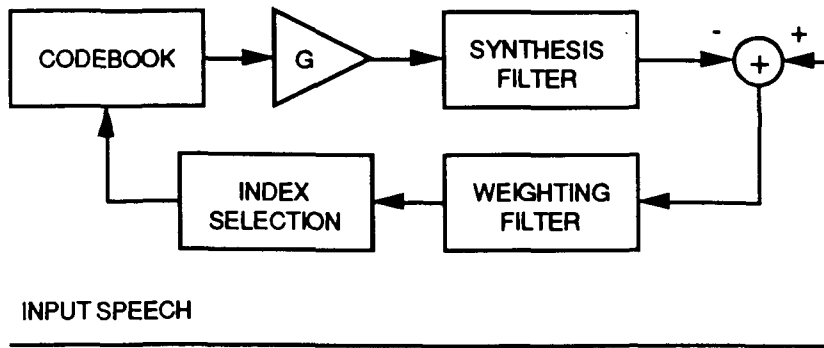 CODEBOOK
G
SYNTHESIS
FILTER
-
+
+
INDEX
SELECTION
WEIGHTING
FILTER
INPUT SPEECH